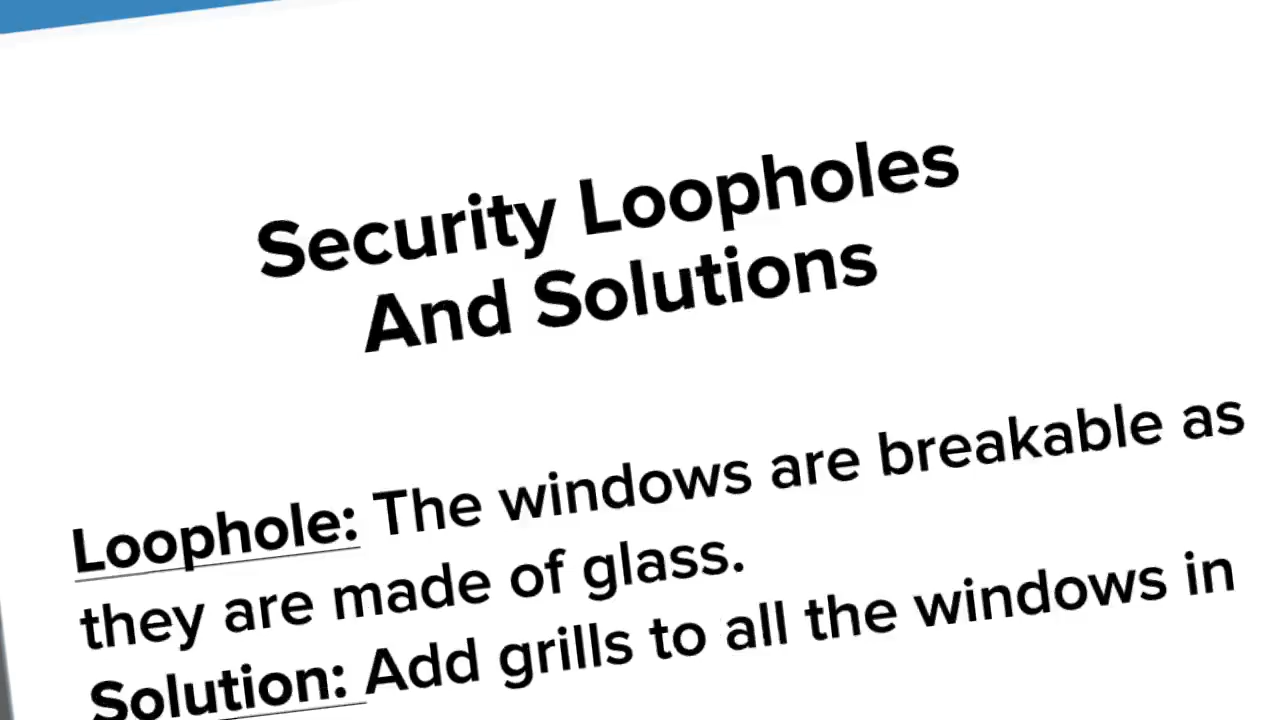 Security Loopholes
And Solutions
Loophole: The windows are breakable as
they are made of glass.
Solution: Add grills to all the windows in